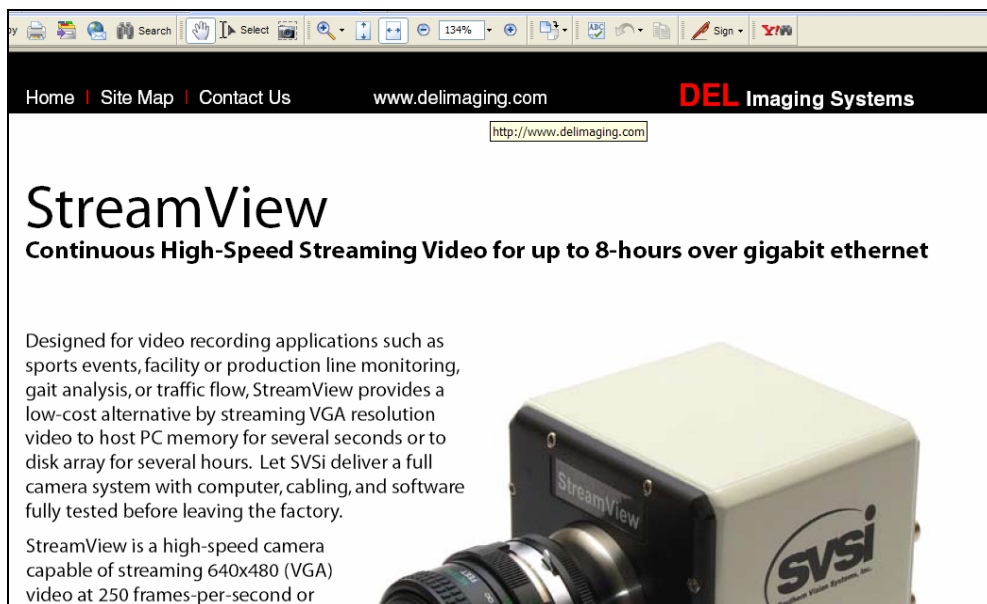 Search Select 134% Sign
Home | Site Map | Contact Us www.delimaging.com DEL Imaging Systems
http://www.delimaging.com
StreamView
Continuous High-Speed Streaming Video for up to 8-hours over gigabit ethernet
Designed for video recording applications such as
sports events, facility or production line monitoring,
gait analysis, or traffic flow, StreamView provides a
low-cost alternative by streaming VGA resolution
video to host PC memory for several seconds or to
disk array for several hours. Let SVSi deliver a full
camera system with computer, cabling, and software
fully tested before leaving the factory.
StreamView is a high-speed camera
capable of streaming 640x480 (VGA)
video at 250 frames-per-second or
StreamView
SVSi
Southern Vision Systems, Inc.
FEET